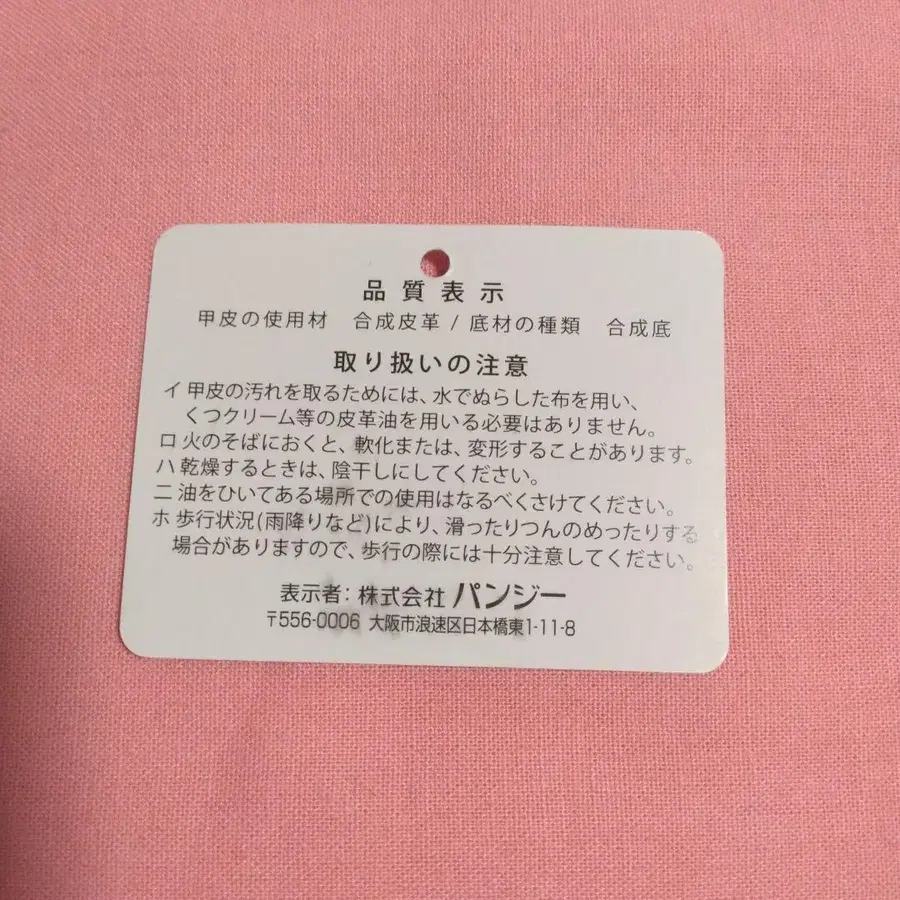 品質表示
甲皮の使用材 合成皮革 / 底材の種類 合成底
取り扱いの注意
イ 甲皮の汚れを取るためには、水でぬらした布を用い、
くつクリーム等の皮革油を用いる必要はありません。
ロ 火のそばにおくと、軟化または、変形することがあります。
ハ 乾燥するときは、陰干しにしてください。
ニ 油をひいてある場所での使用はなるべくさけてください。
ホ 歩行状況(雨降りなど)により、滑ったりつんのめったりする
場合がありますので、歩行の際には十分注意してください。
表示者: 株式会社 パンジー
〒556-0006 大阪市浪速区日本橋東1-11-8